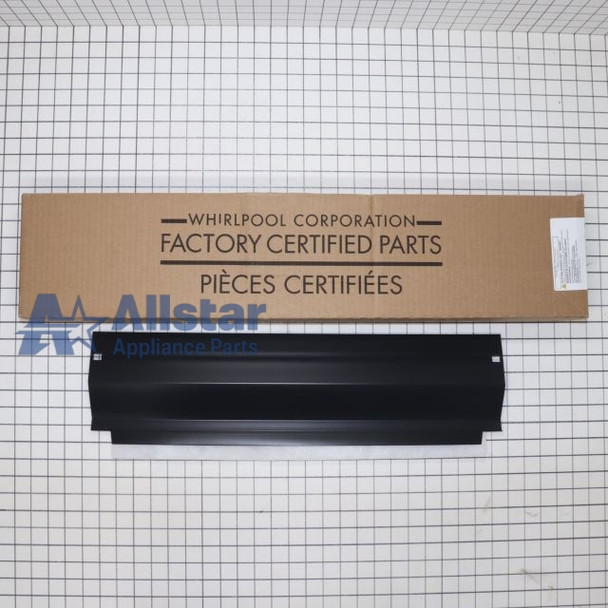 WHIRLPOOL CORPORATION
FACTORY CERTIFIED PARTS
PIÈCES CERTIFIÉES
Allstar
Appliance Parts